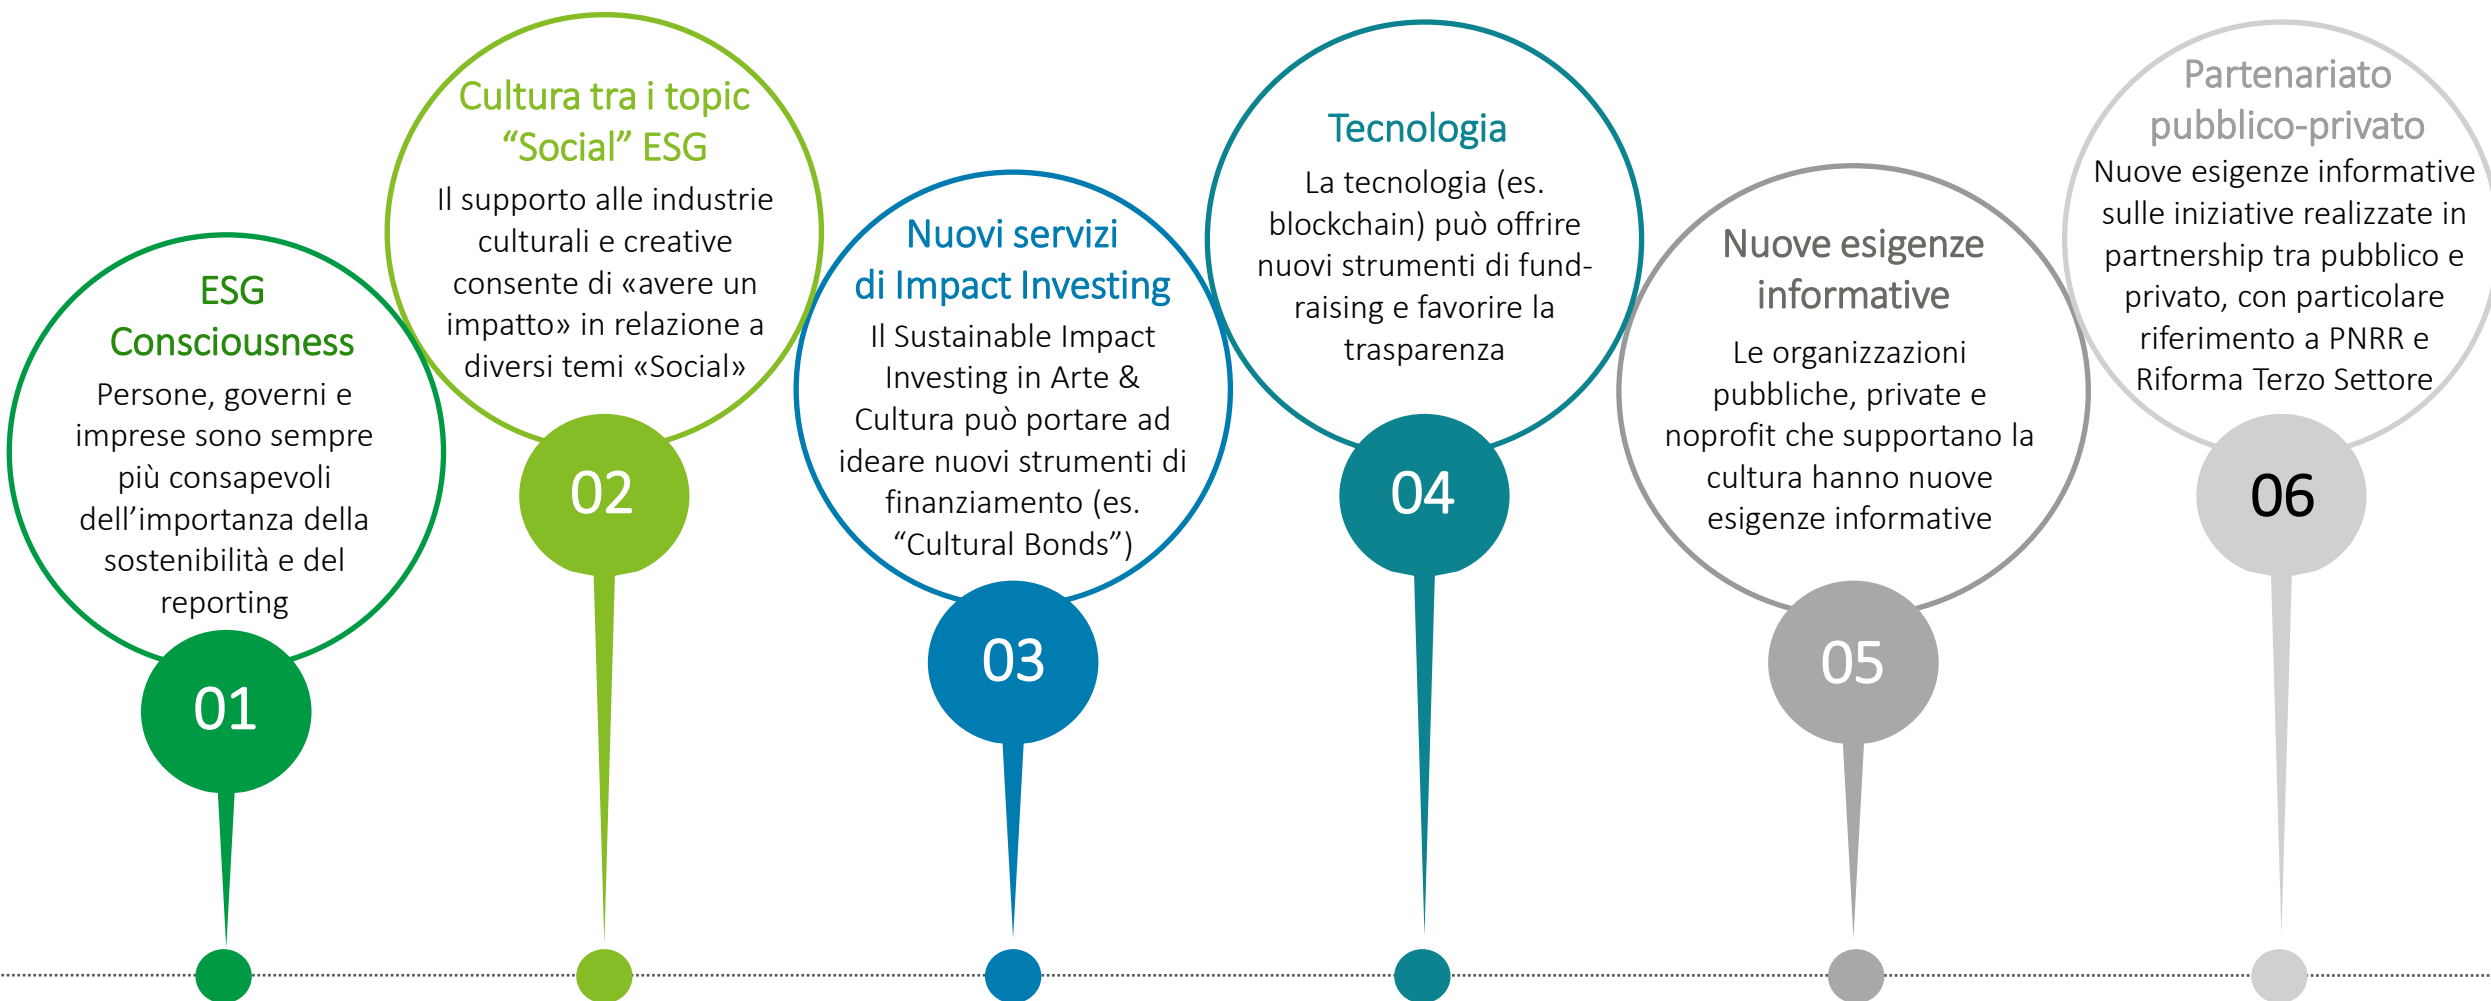 ESG
Consciousness
Persone, governi e
imprese sono sempre
più consapevoli
dell’importanza della
sostenibilità e del
reporting
01
Cultura tra i topic
“Social” ESG
Il supporto alle industrie
culturali e creative
consente di «avere un
impatto» in relazione a
diversi temi «Social»
02
Nuovi servizi
di Impact Investing
Il Sustainable Impact
Investing in Arte &
Cultura può portare ad
ideare nuovi strumenti di
finanziamento (es.
“Cultural Bonds”)
03
Tecnologia
La tecnologia (es.
blockchain) può offrire
nuovi strumenti di fund-
raising e favorire la
trasparenza
04
Nuove esigenze
informative
Le organizzazioni
pubbliche, private e
noprofit che supportano la
cultura hanno nuove
esigenze informative
05
Partenariato
pubblico-privato
Nuove esigenze informative
sulle iniziative realizzate in
partnership tra pubblico e
privato, con particolare
riferimento a PNRR e
Riforma Terzo Settore
06